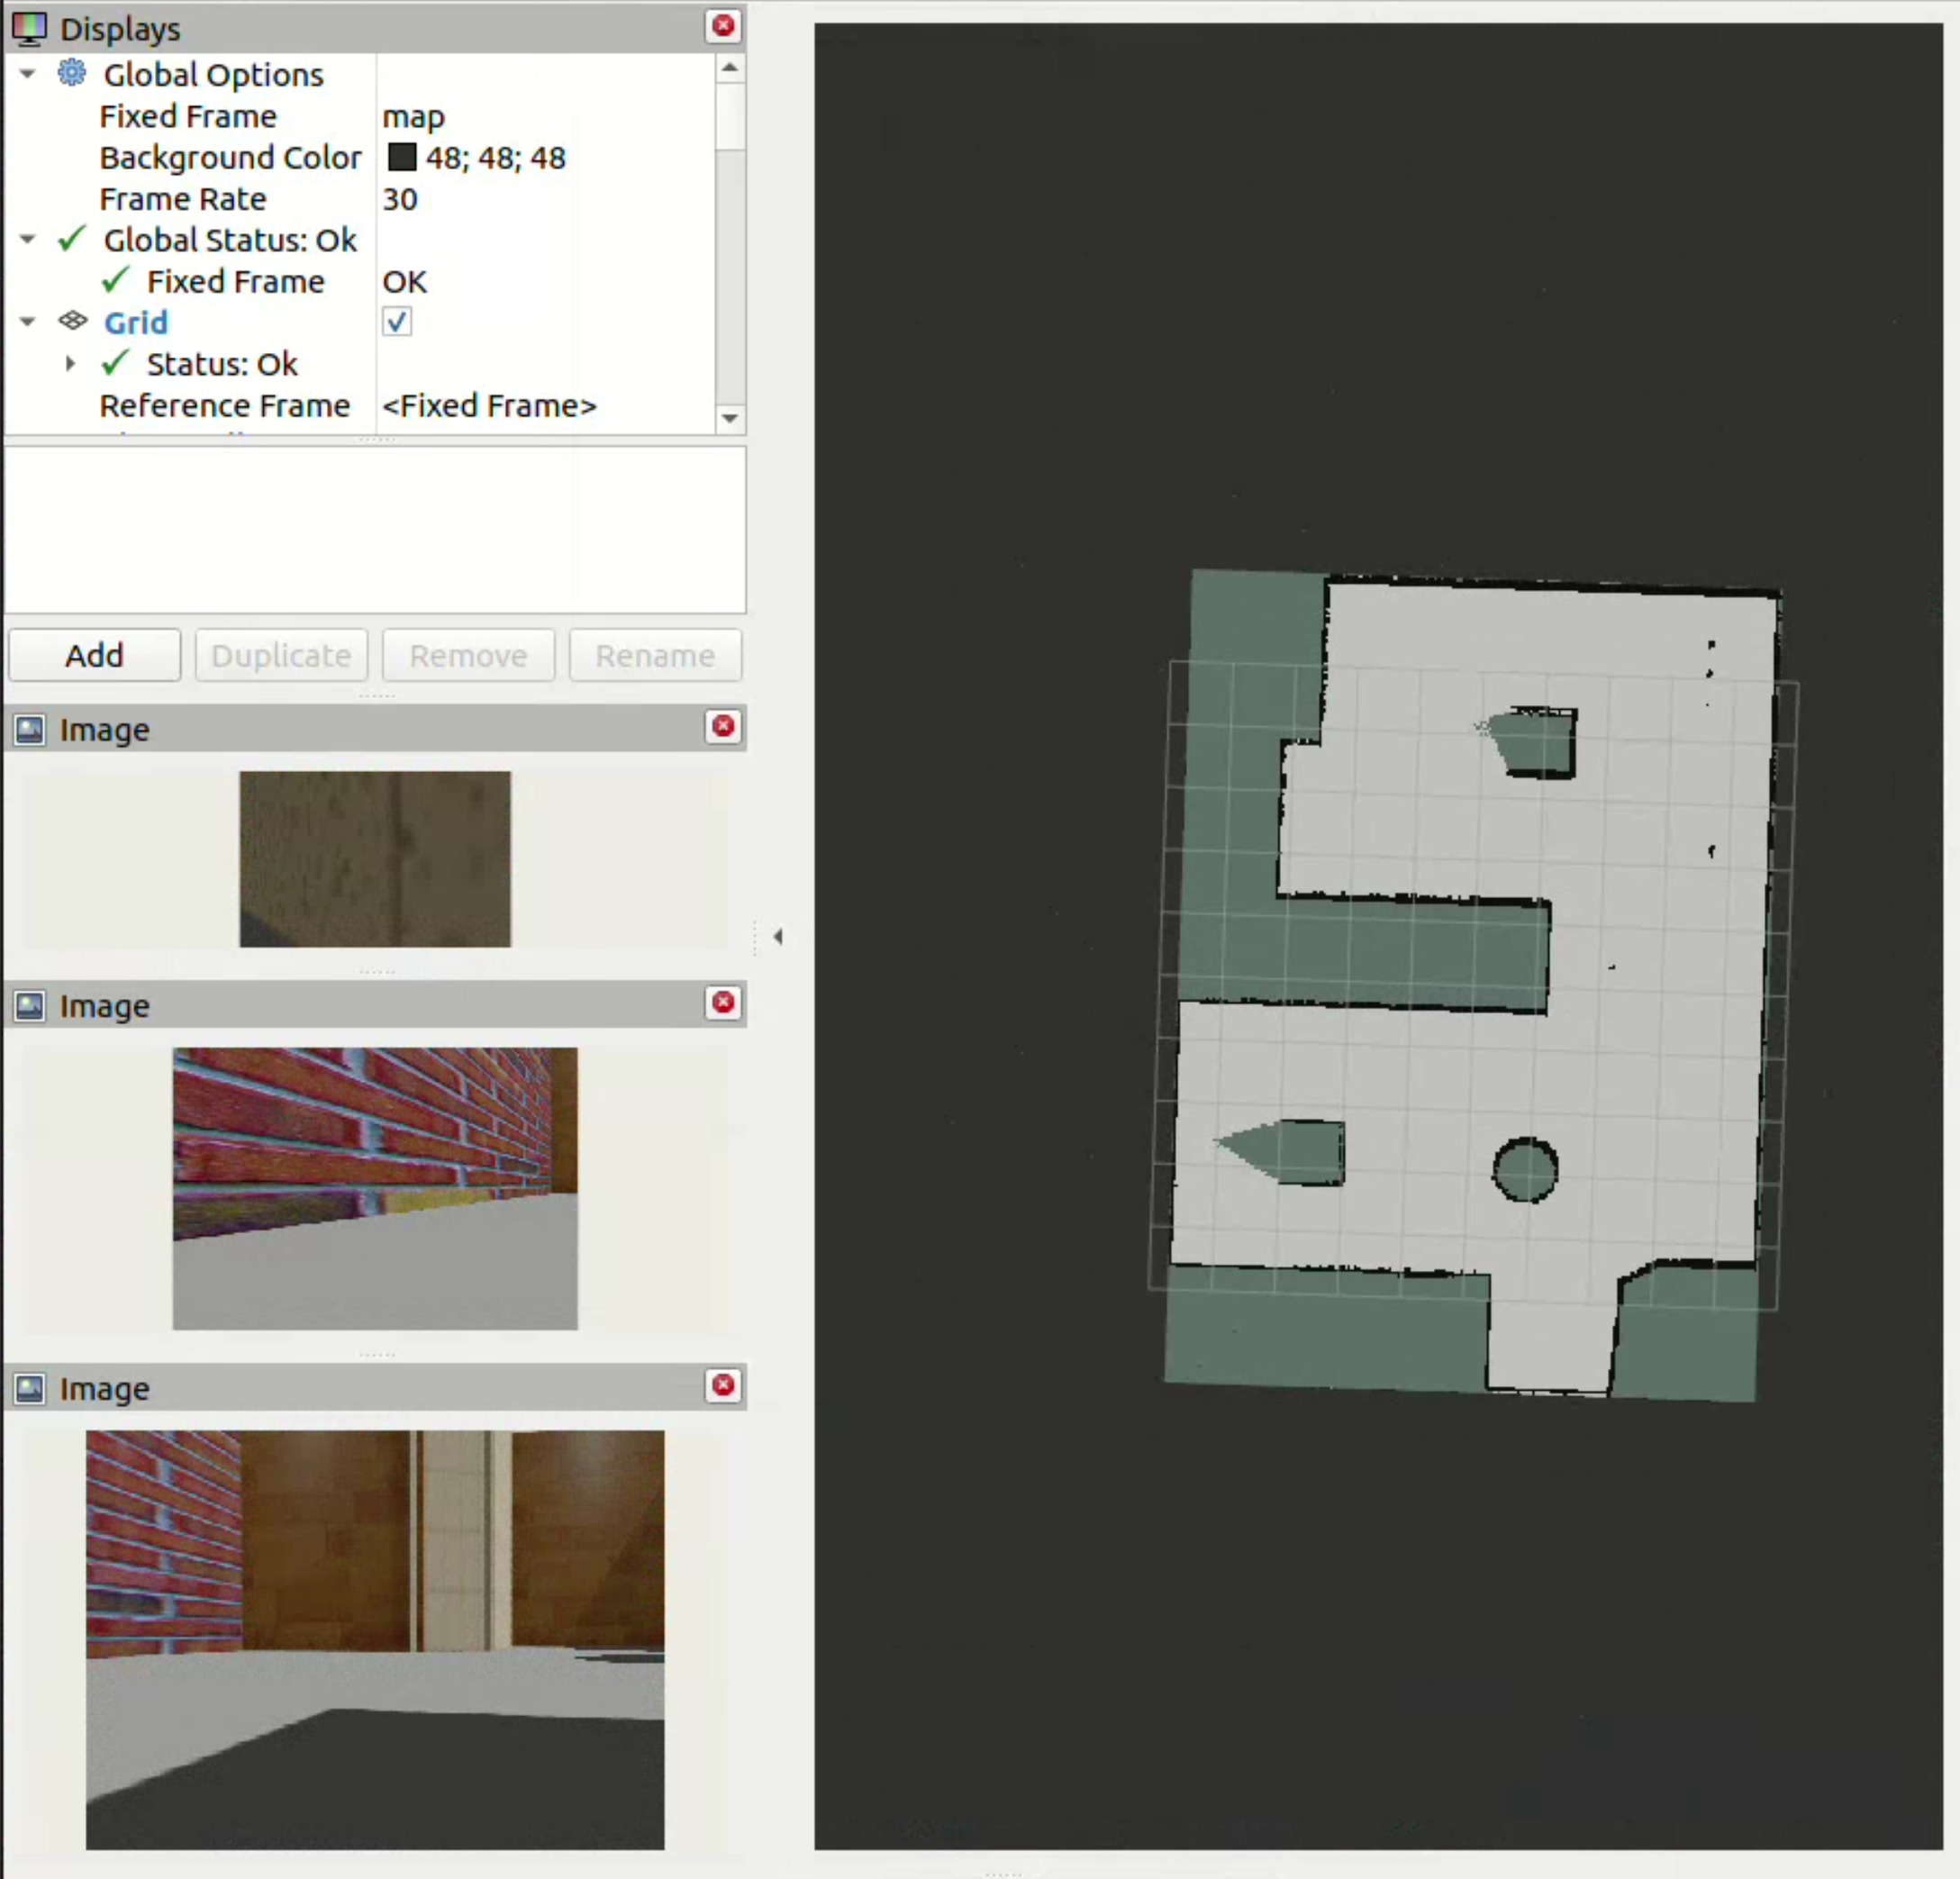 Displays
Global Options
Fixed Frame map
Background Color 48; 48; 48
Frame Rate 30
Global Status: Ok
Fixed Frame OK
Grid
Status: Ok
Reference Frame <Fixed Frame>
Add Duplicate Remove Rename
Image
Image
Image